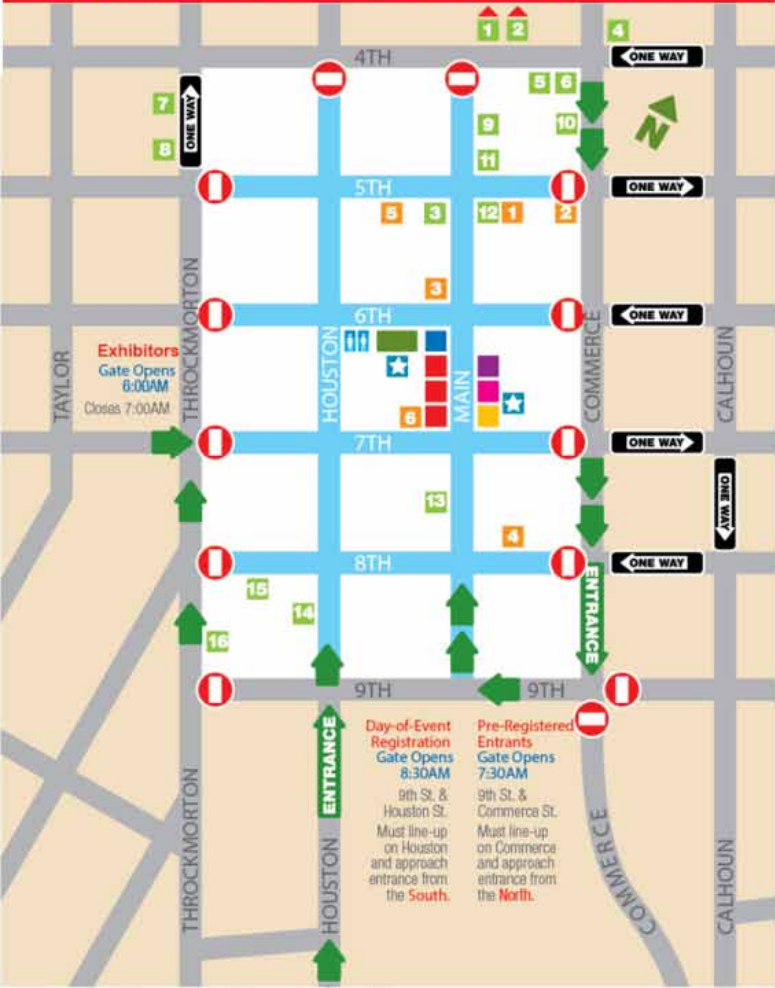 1 2
4
4TH
ONE WAY
5 6
7
ONE WAY
9
10
N
8
11
5TH
ONE WAY
5 3 12 1 2
3
6TH
ONE WAY
TAYLOR
THROCKMORTON
HOUSTON
MAIN
COMMERCE
CALHOUN
Exhibitors
Gate Opens
6:00AM
Closes 7:00AM
6
7TH
ONE WAY
ONE WAY
13
4
8TH
ONE WAY
ENTRANCE
15
14
16
9TH
9TH
ENTRANCE
Day-of-Event
Registration
Gate Opens
8:30AM
9th St. &
Houston St.
Must line-up
on Houston
and approach
entrance from
the South.
Pre-Registered
Entrants
Gate Opens
7:30AM
9th St. &
Commerce St.
Must line-up
on Commerce
and approach
entrance from
the North.
THROCKMORTON
HOUSTON
COMMERCE
CALHOUN